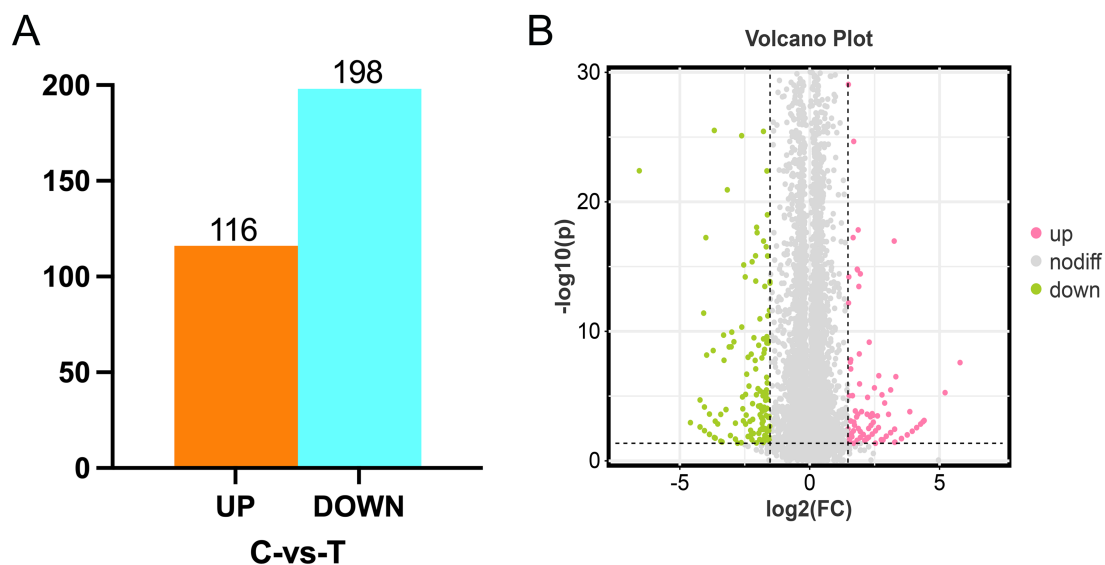 A
200
150
100
50
0
116
198
UP
DOWN
C-vs-T
B
Volcano Plot
30
20
10
0
-log10(p)
-5
0
5
log2(FC)
up
nodiff
down